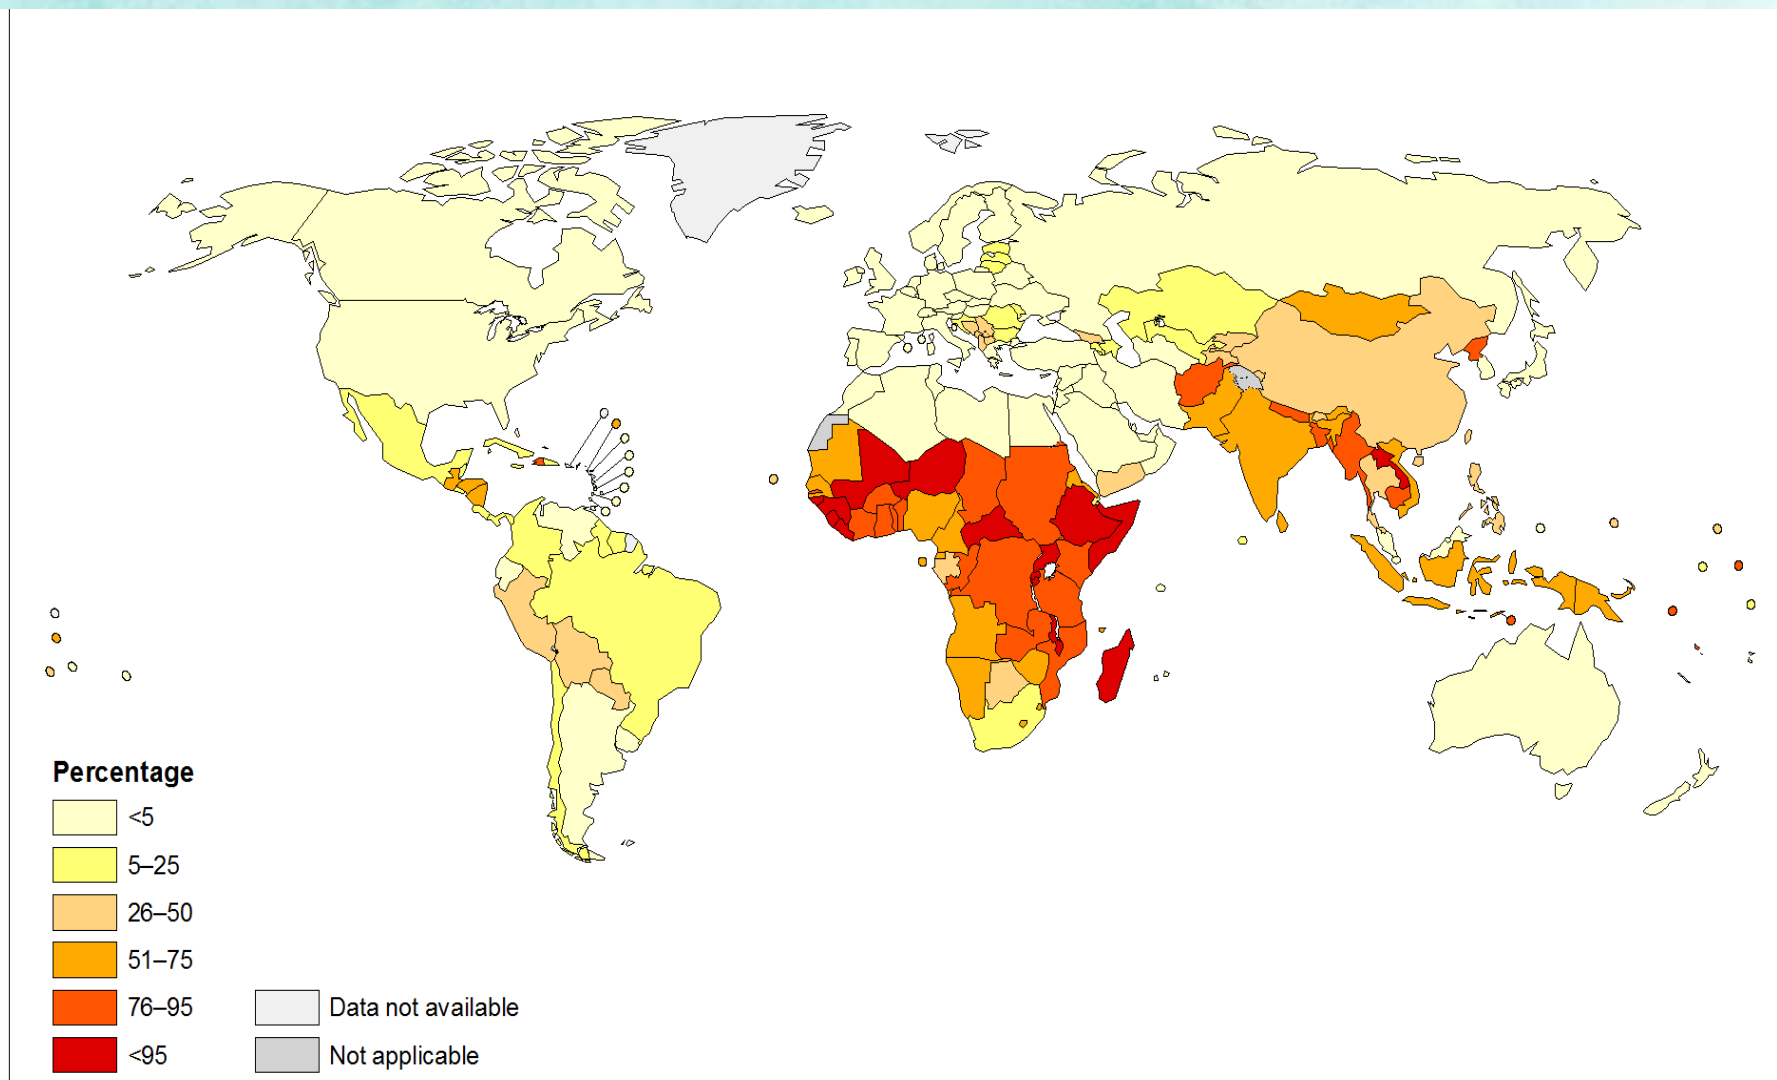 Percentage
<5
5–25
26–50
51–75
76–95
<95
Data not available
Not applicable